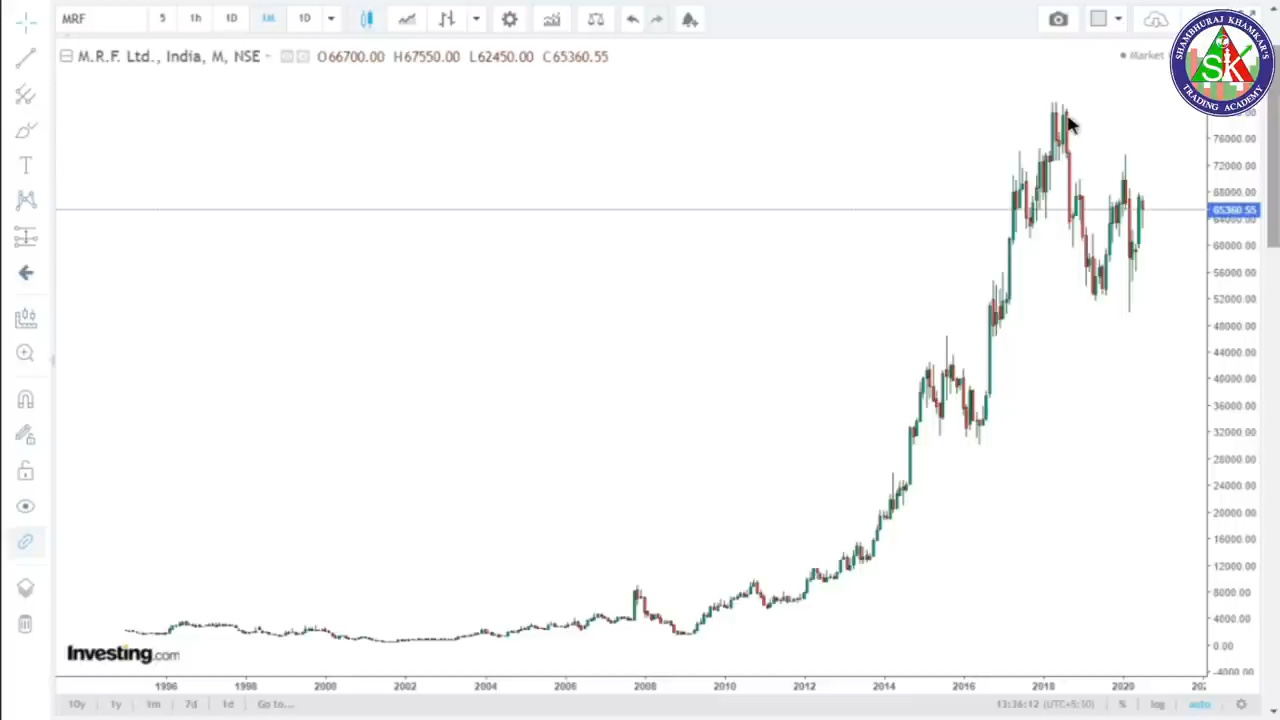 MRF 5 1h 1D 1M 1D
M.R.F. Ltd., India, M, NSE O66700.00 H67550.00 L62450.00 C65360.55
Market
SHAMBHURAJ KHAMKAR'S
SK
TRADING ACADEMY
76000.00
72000.00
68000.00
65360.55
64000.00
60000.00
56000.00
52000.00
48000.00
44000.00
40000.00
36000.00
32000.00
28000.00
24000.00
20000.00
16000.00
12000.00
8000.00
4000.00
0.00
-4000.00
Investing.com
1996 1998 2000 2002 2004 2006 2008 2010 2012 2014 2016 2018 2020
10y 1y 1m 7d 1d Go to... 13:36:12 (UTC+5:30) % log auto